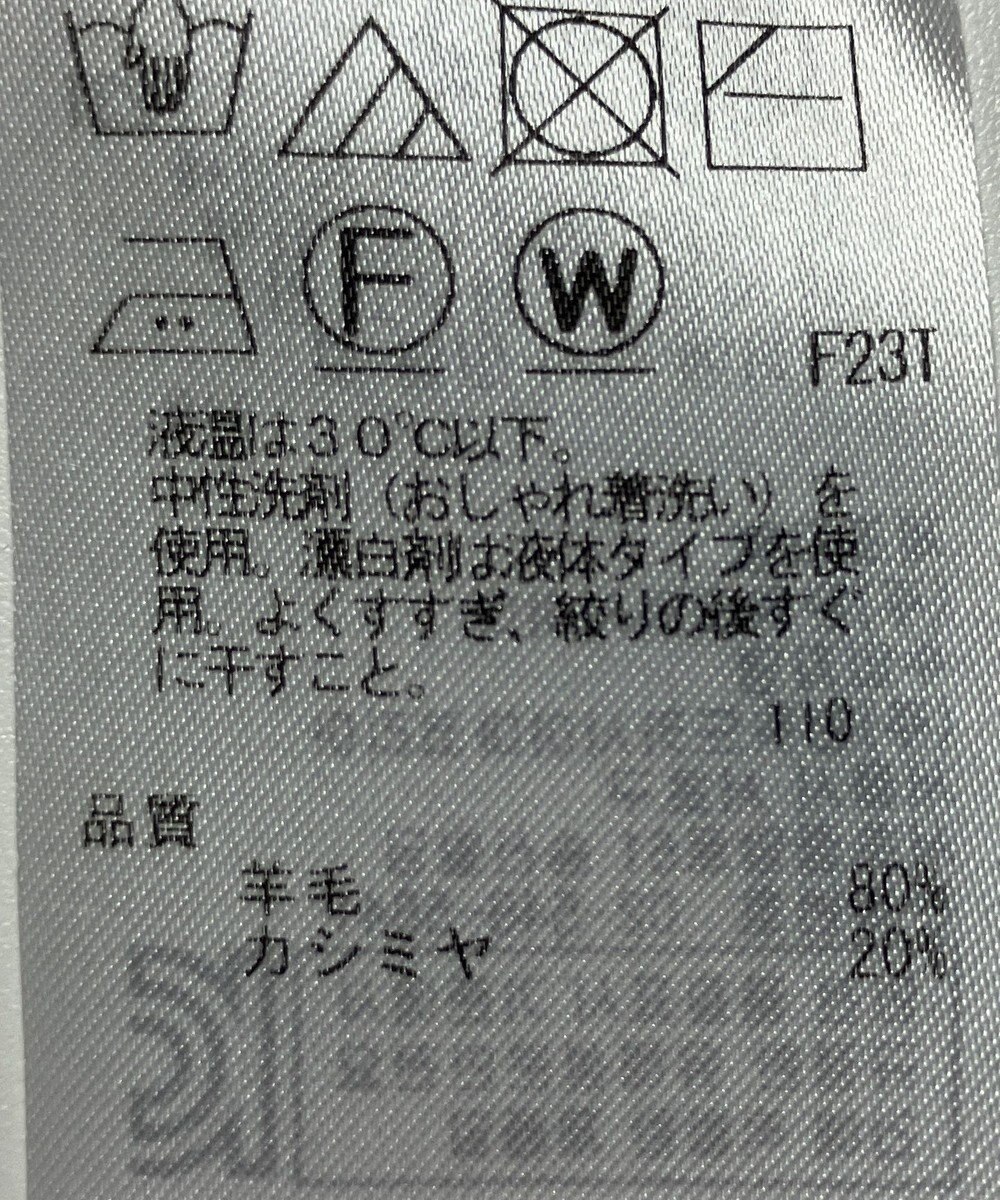 F
W
F23T
液温は30℃以下。
中性洗剤（おしゃれ着洗い）を
使用。漂白剤は液体タイプを使
用。よくすすぎ、絞りの後すぐ
に干すこと。
110
品質
羊毛 80%
カシミヤ 20%